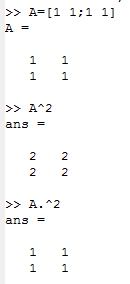 >> A=[1 1;1 1]
A =
1 1
1 1
>> A^2
ans =
2 2
2 2
>> A.^2
ans =
1 1
1 1